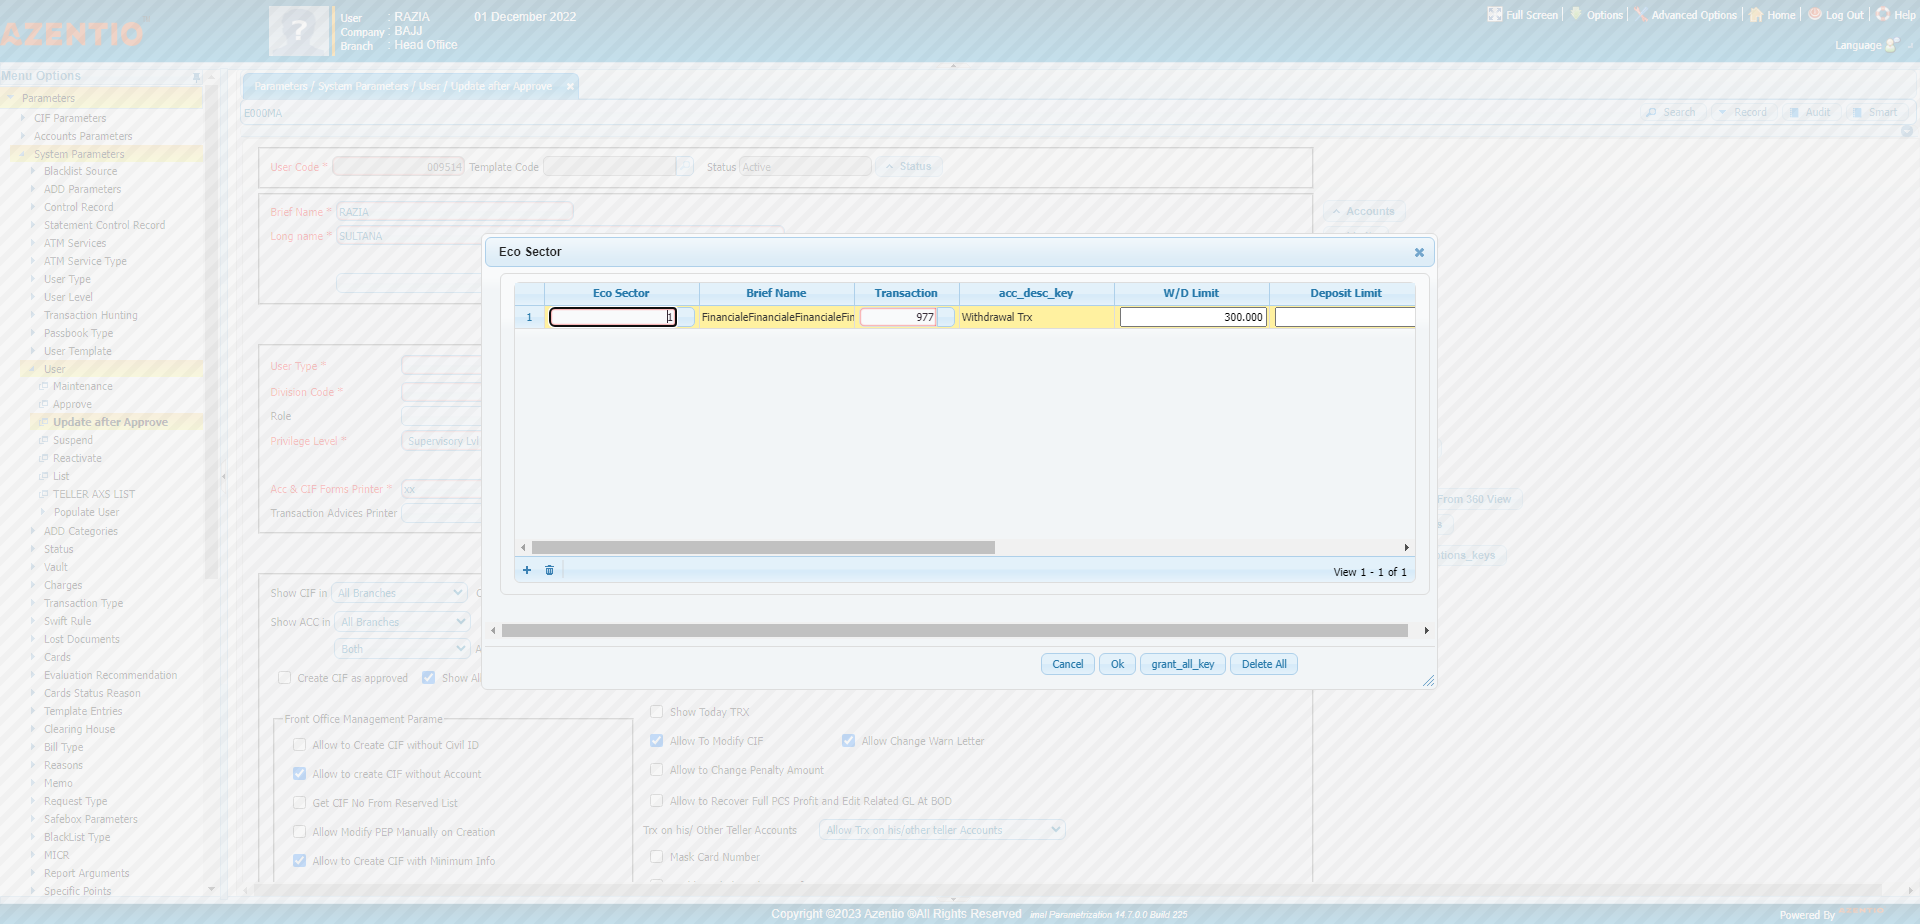 AZENTIO
User : RAZIA 01 December 2022
Company : BAJJ
Branch : Head Office
Full Screen Options Advanced Options Home Log Out Help
Language
Menu Options
Parameters
CIF Parameters
Accounts Parameters
System Parameters
Blacklist Source
ADD Parameters
Control Record
Statement Control Record
ATM Services
ATM Service Type
User Type
User Level
Transaction Hunting
Passbook Type
User Template
User
Maintenance
Approve
Update after Approve
Suspend
Reactivate
List
TELLER AXS LIST
Populate User
ADD Categories
Status
Vault
Charges
Transaction Type
Swift Rule
Lost Documents
Cards
Evaluation Recommendation
Cards Status Reason
Template Entries
Clearing House
Bill Type
Reasons
Memo
Request Type
Safebox Parameters
BlackList Type
MICR
Report Arguments
Specific Points
Parameters / System Parameters / User / Update after Approve
E000MA
Search Record Audit Smart
User Code * 009514 Template Code Status Active Status
Brief Name * RAZIA
Accounts
Long name * SULTANA
Eco Sector
Eco Sector Brief Name Transaction acc_desc_key W/D Limit Deposit Limit
1 1 FinancialeFinancialeFinancialeFin 977 Withdrawal Trx 300.000
View 1 - 1 of 1
Cancel Ok grant_all_key Delete All
User Type *
Division Code *
Role
Privilege Level * Supervisory Lvl
Acc & CIF Forms Printer * xx
Transaction Advices Printer
From 360 View
tions_keys
Show CIF in All Branches
Show ACC in All Branches
Both
Create CIF as approved Show Al
Front Office Management Parame
Allow to Create CIF without Civil ID
Allow to create CIF without Account
Get CIF No From Reserved List
Allow Modify PEP Manually on Creation
Allow to Create CIF with Minimum Info
Show Today TRX
Allow To Modify CIF Allow Change Warn Letter
Allow to Change Penalty Amount
Allow to Recover Full PCS Profit and Edit Related GL At BOD
Trx on his/ Other Teller Accounts Allow Trx on his/other teller Accounts
Mask Card Number
Copyright ©2023 Azentio ®All Rights Reserved imal Parametrization 14.7.0.0 Build 225
Powered By